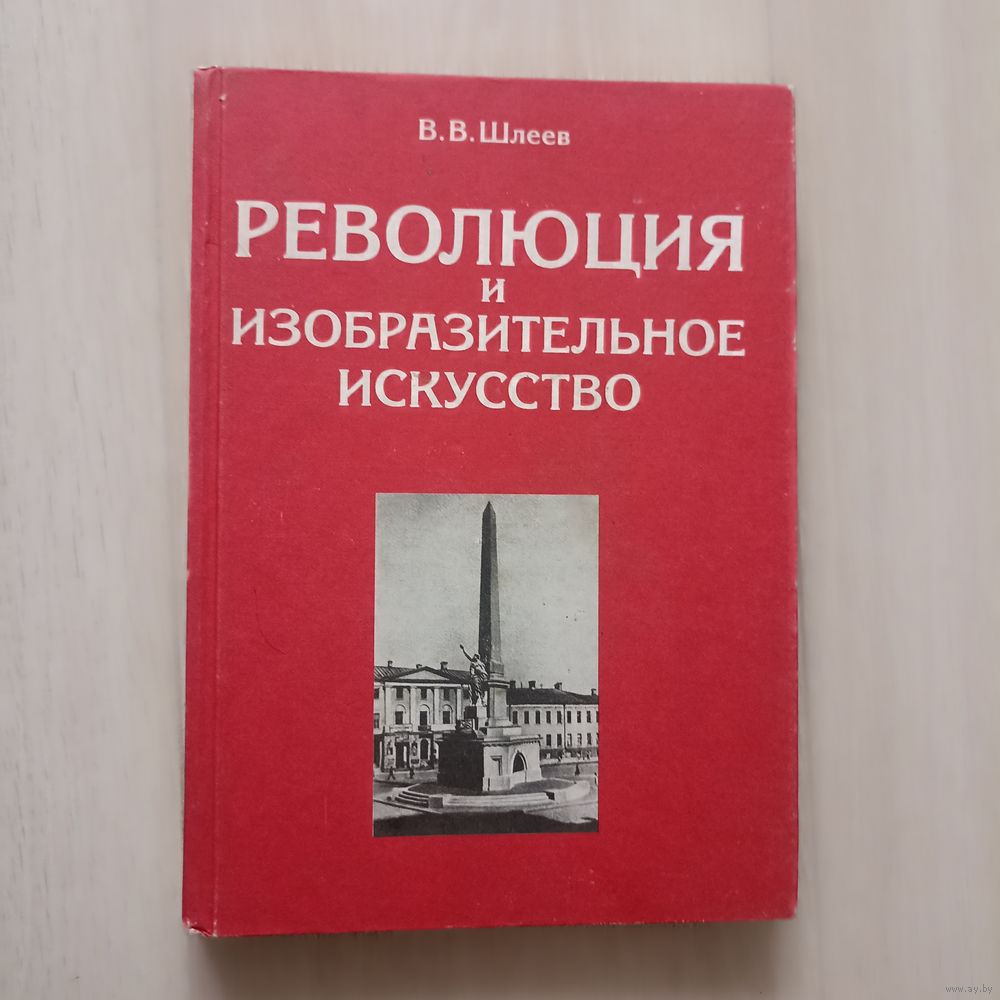 В. В. Шлеев
РЕВОЛЮЦИЯ
И
ИЗОБРАЗИТЕЛЬНОЕ
ИСКУССТВО
www.ay.by